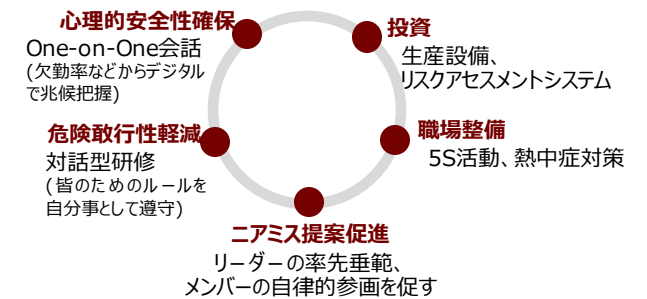 心理的安全性確保
One-on-One会話
(欠勤率などからデジタル
で兆候把握)
投資
生産設備、
リスクアセスメントシステム
危険敢行性軽減
対話型研修
(皆のためのルールを
自分事として遵守)
職場整備
5S活動、熱中症対策
ニアミス提案促進
リーダーの率先垂範、
メンバーの自律的参画を促す